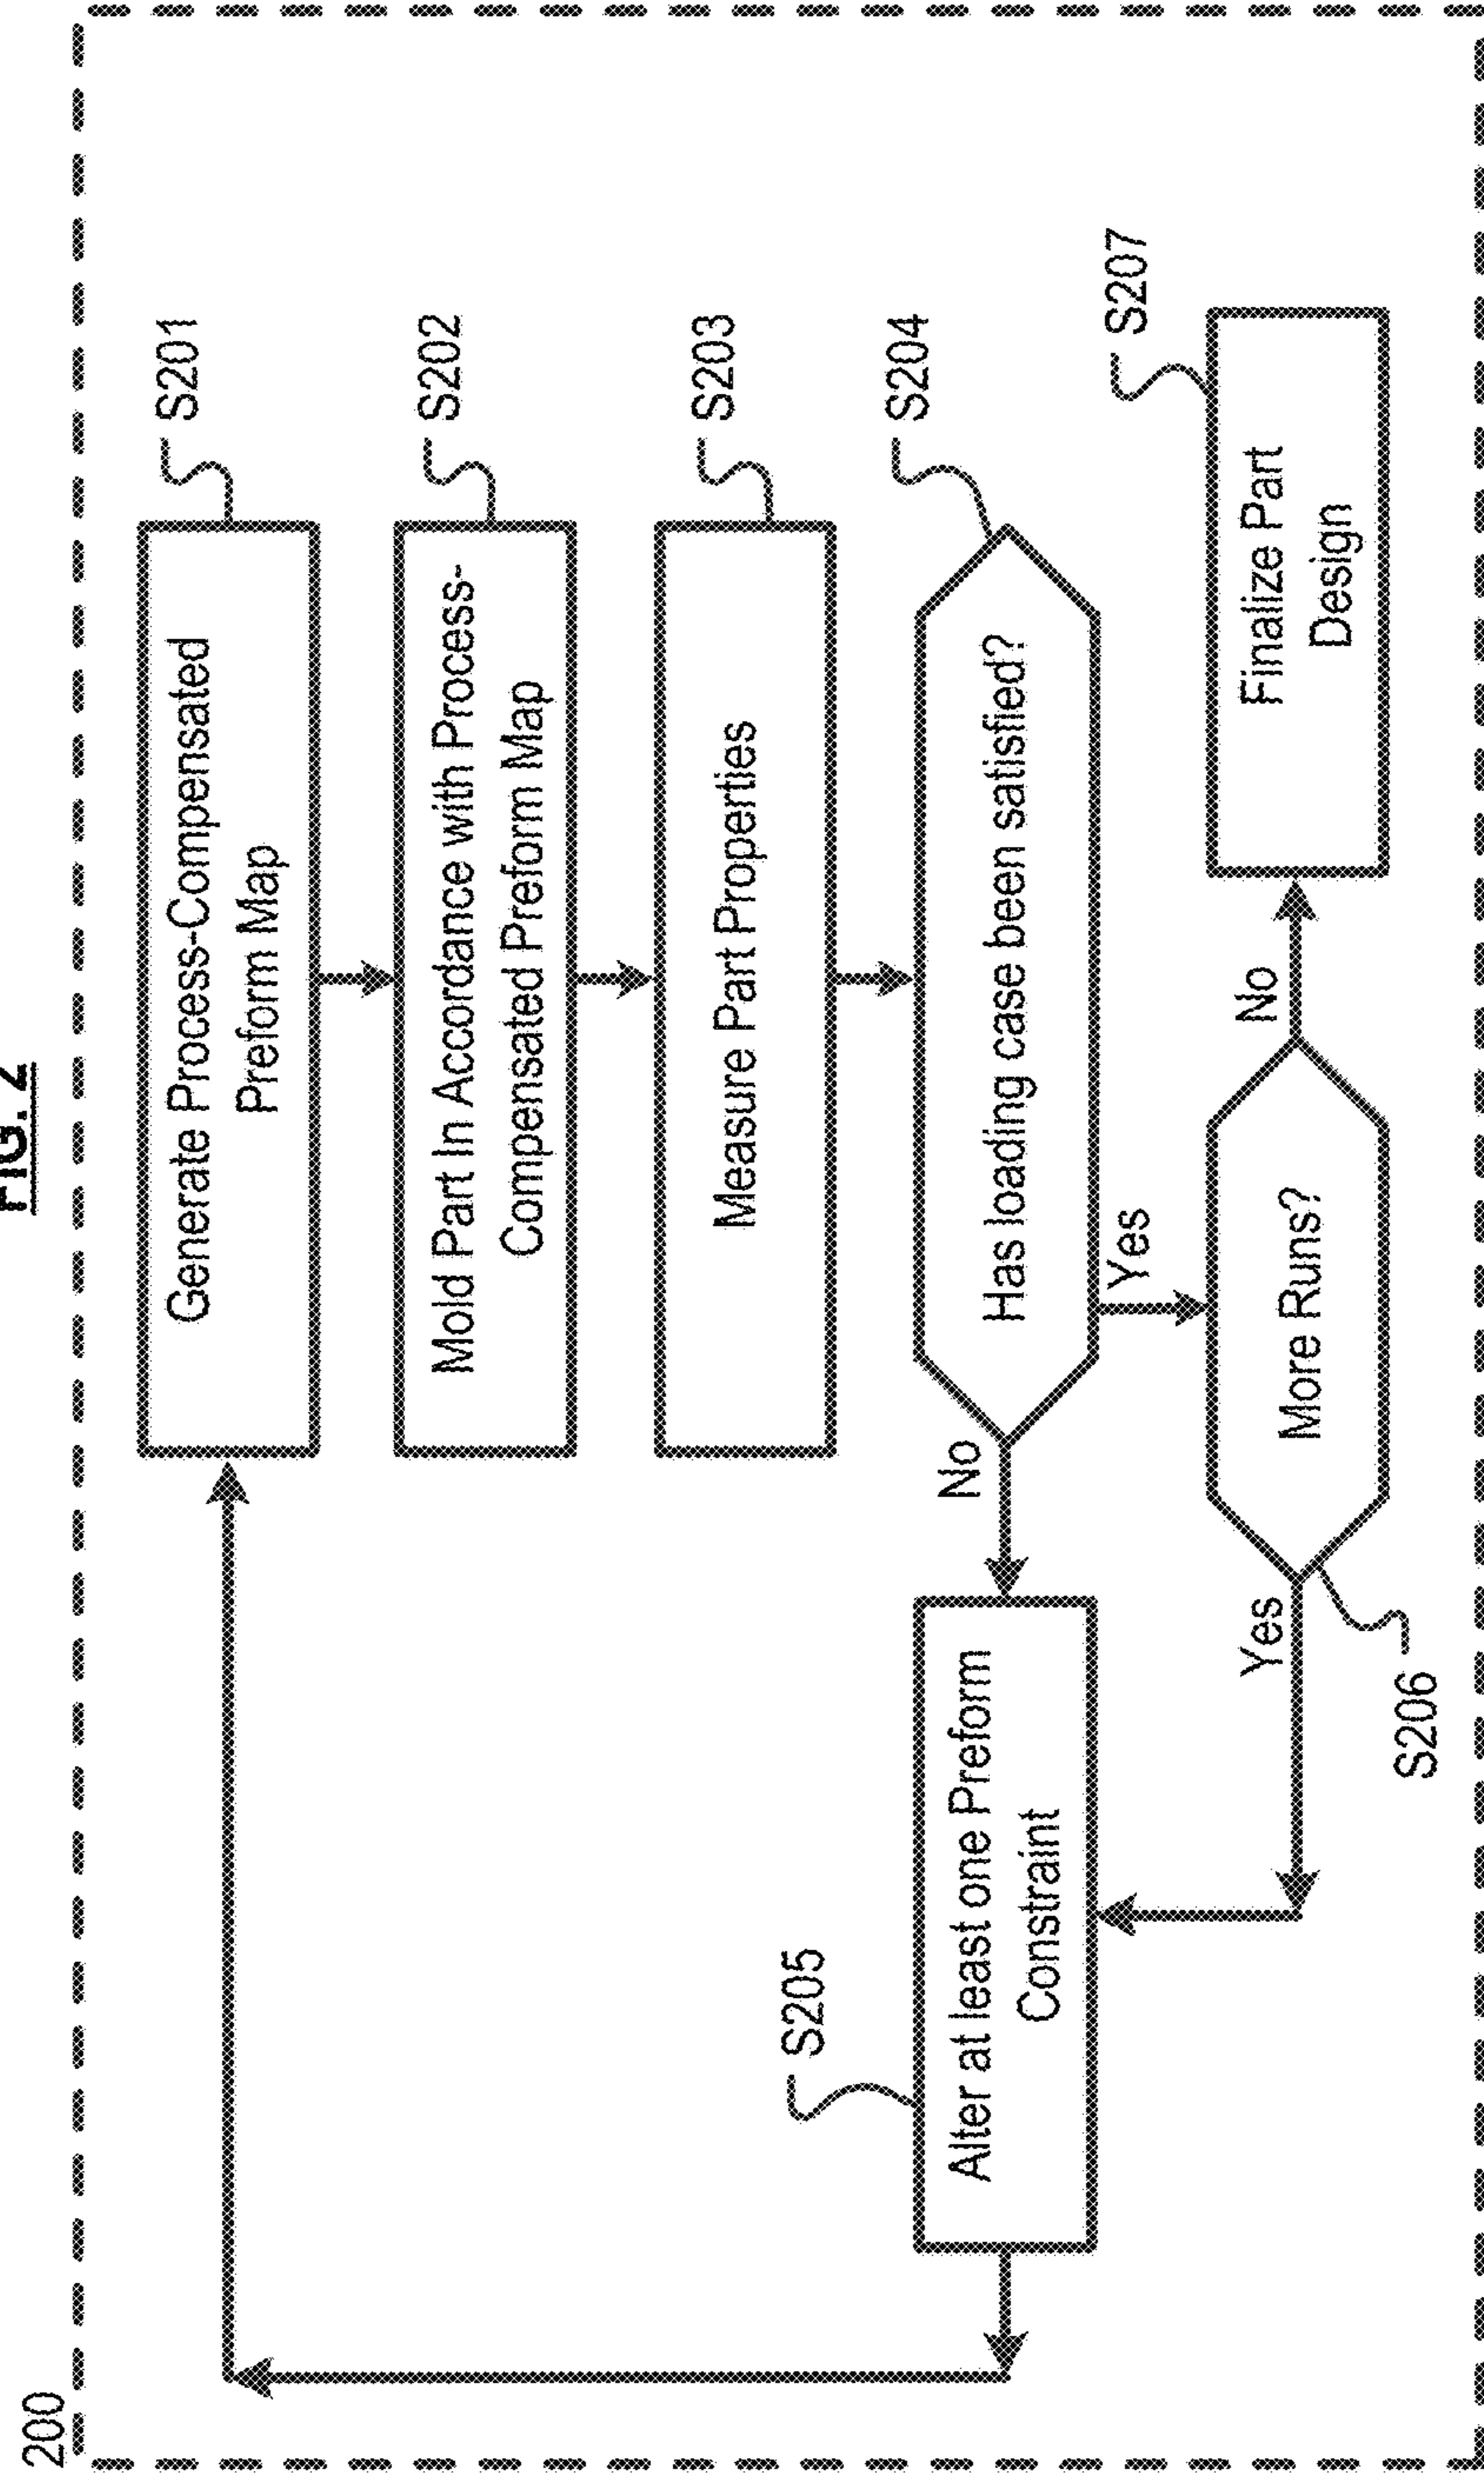 FIG. 2
200
Generate Process-Compensated
Preform Map
S201
Mold Part In Accordance with Process-
Compensated Preform Map
S202
Measure Part Properties
S203
Has loading case been satisfied?
S204
No
Yes
Alter at least one Preform
Constraint
S205
More Runs?
Yes
No
S206
Finalize Part
Design
S207